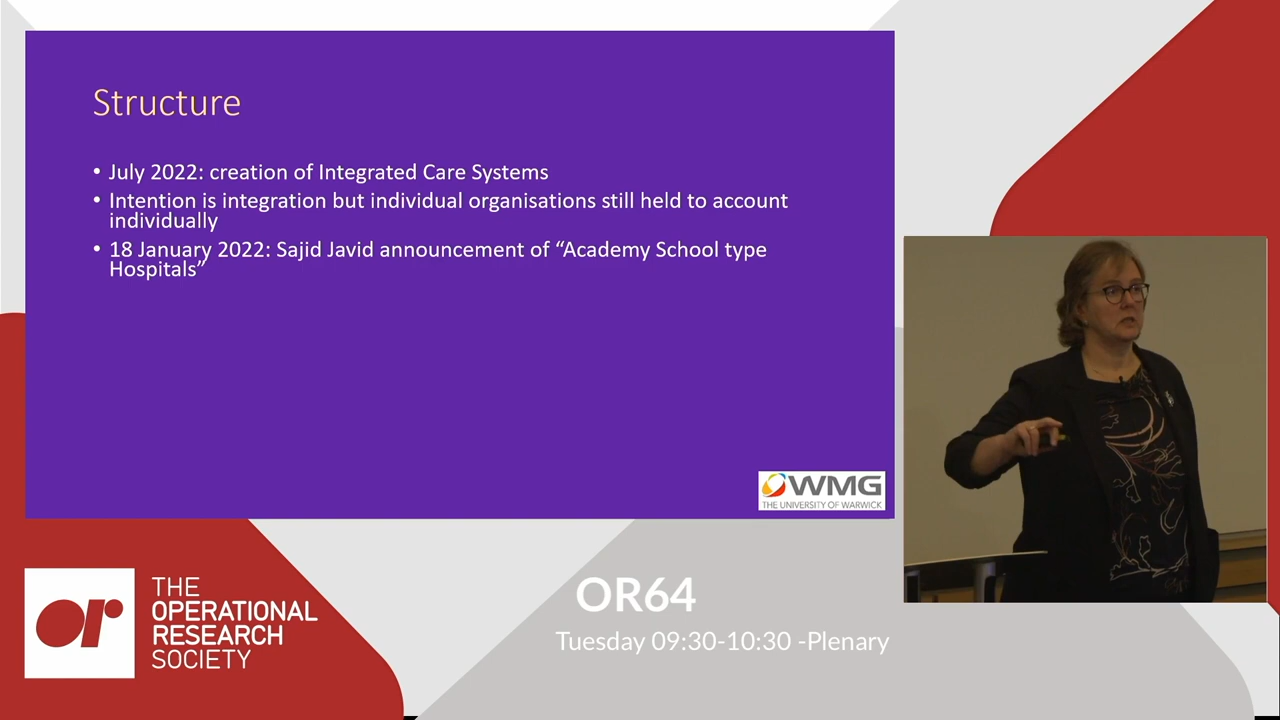 Structure
• July 2022: creation of Integrated Care Systems
• Intention is integration but individual organisations still held to account
individually
• 18 January 2022: Sajid Javid announcement of “Academy School type
Hospitals”
WMG
THE UNIVERSITY OF WARWICK
or
THE
OPERATIONAL
RESEARCH
SOCIETY
OR64
Tuesday 09:30-10:30 -Plenary